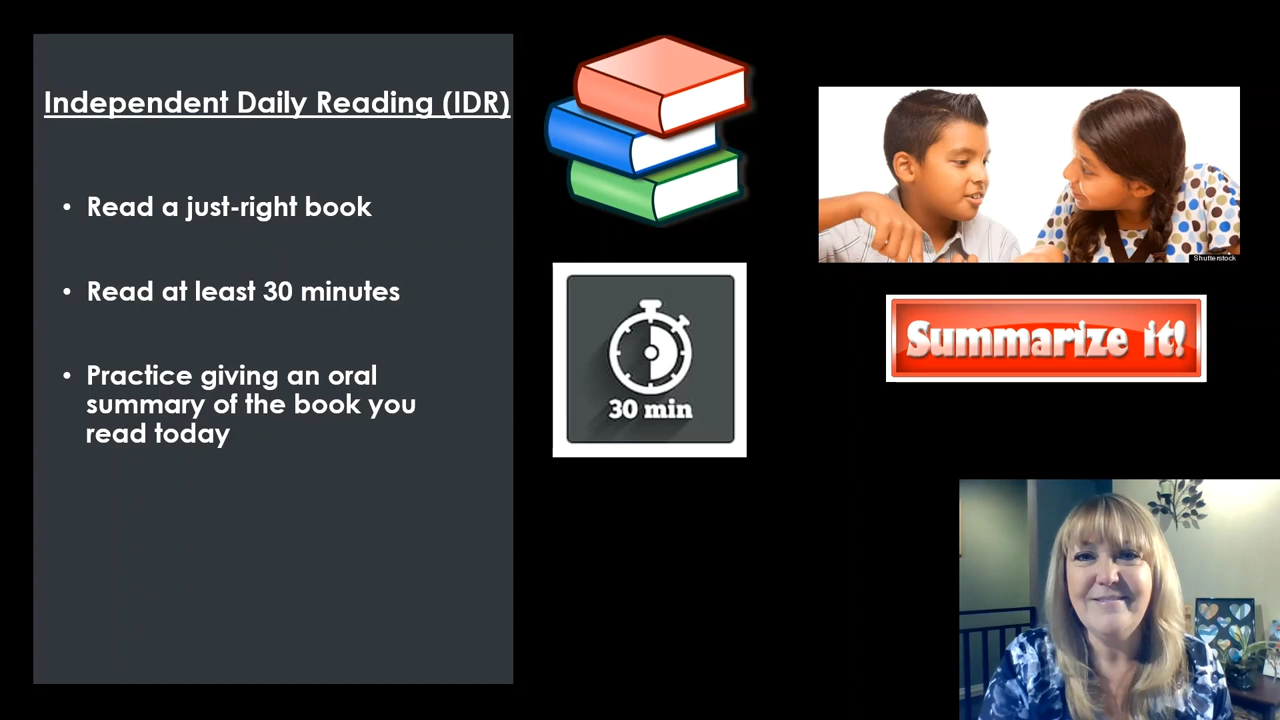 Independent Daily Reading (IDR)
• Read a just-right book
• Read at least 30 minutes
• Practice giving an oral
summary of the book you
read today
30 min
Shutterstock
Summarize it!